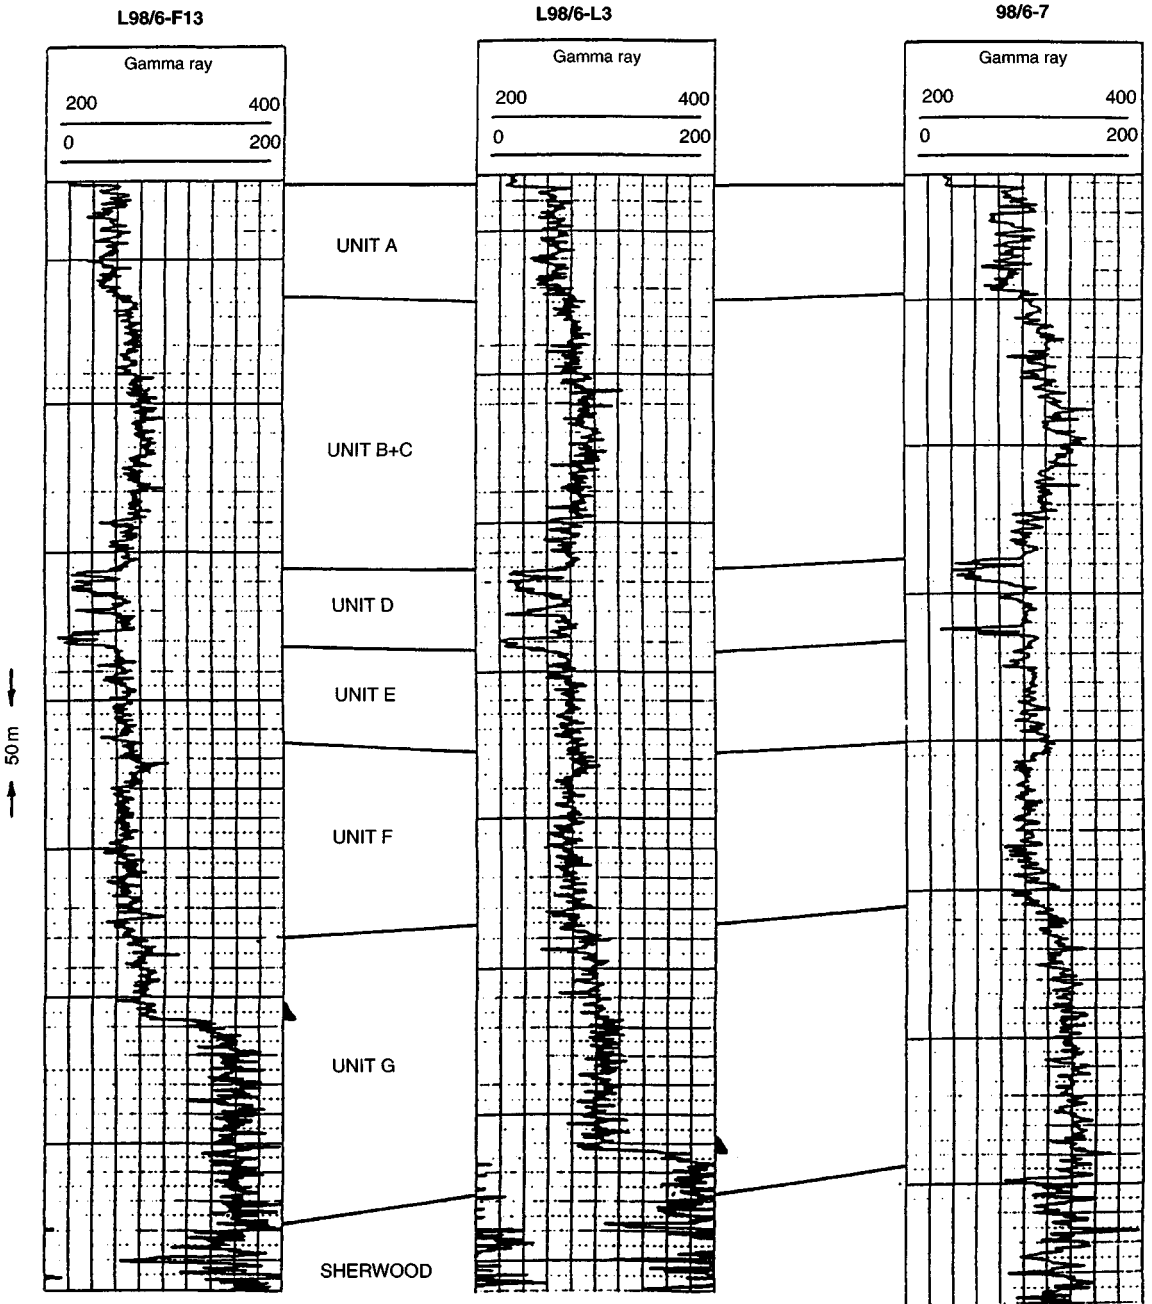 L98/6-F13
L98/6-L3
98/6-7
Gamma ray
Gamma ray
Gamma ray
200 400
200 400
200 400
0 200
0 200
0 200
UNIT A
UNIT B+C
UNIT D
UNIT E
50 m
UNIT F
UNIT G
SHERWOOD